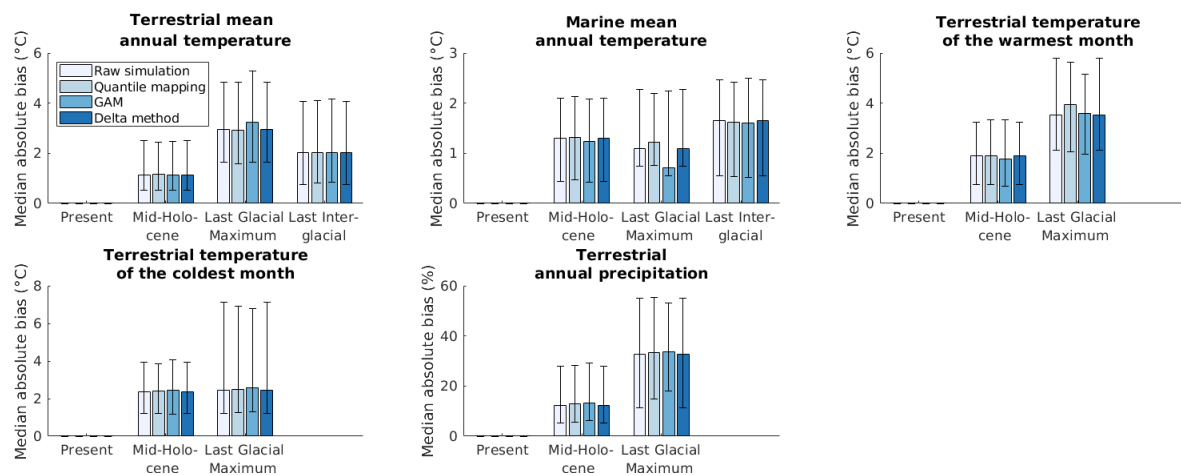 Terrestrial mean
annual temperature
Median absolute bias (°C)
6
4
2
0
Raw simulation
Quantile mapping
GAM
Delta method
Present
Mid-Holo-
cene
Last Glacial
Maximum
Last Inter-
glacial
Marine mean
annual temperature
Median absolute bias (°C)
3
2
1
0
Present
Mid-Holo-
cene
Last Glacial
Maximum
Last Inter-
glacial
Terrestrial temperature
of the warmest month
Median absolute bias (°C)
6
4
2
0
Present
Mid-Holo-
cene
Last Glacial
Maximum
Terrestrial temperature
of the coldest month
Median absolute bias (°C)
8
6
4
2
0
Present
Mid-Holo-
cene
Last Glacial
Maximum
Terrestrial
annual precipitation
Median absolute bias (%)
60
40
20
0
Present
Mid-Holo-
cene
Last Glacial
Maximum